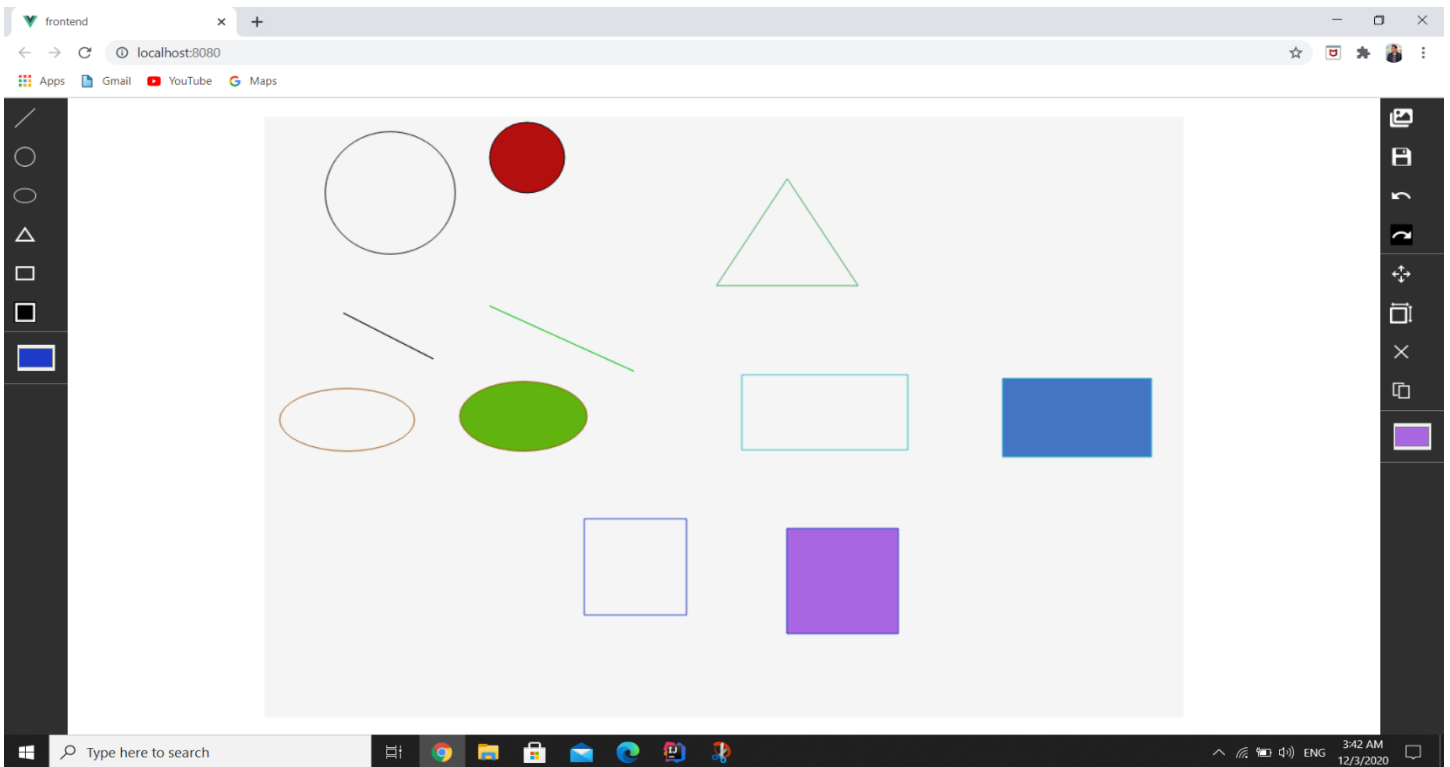 frontend
localhost:8080
Apps Gmail YouTube Maps
Type here to search
ENG
3:42 AM
12/3/2020